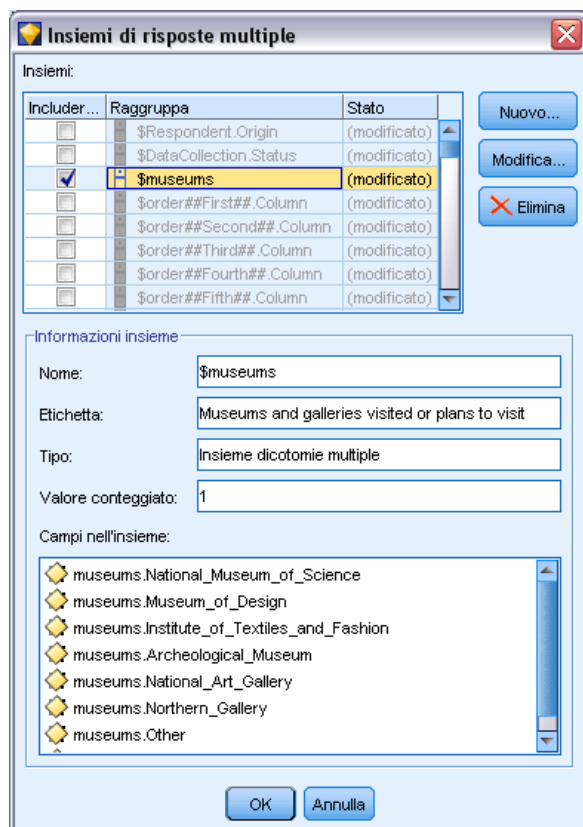 Insiemi di risposte multiple
Insiemi:
Includer... Raggruppa Stato
$Respondent.Origin (modificato)
$DataCollection.Status (modificato)
$museums (modificato)
$order##First##.Column (modificato)
$order##Second##.Column (modificato)
$order##Third##.Column (modificato)
$order##Fourth##.Column (modificato)
$order##Fifth##.Column (modificato)
Nuovo...
Modifica...
Elimina
Informazioni insieme
Nome: $museums
Etichetta: Museums and galleries visited or plans to visit
Tipo: Insieme dicotomie multiple
Valore conteggiato: 1
Campi nell'insieme:
museums.National_Museum_of_Science
museums.Museum_of_Design
museums.Institute_of_Textiles_and_Fashion
museums.Archeological_Museum
museums.National_Art_Gallery
museums.Northern_Gallery
museums.Other
OK Annulla